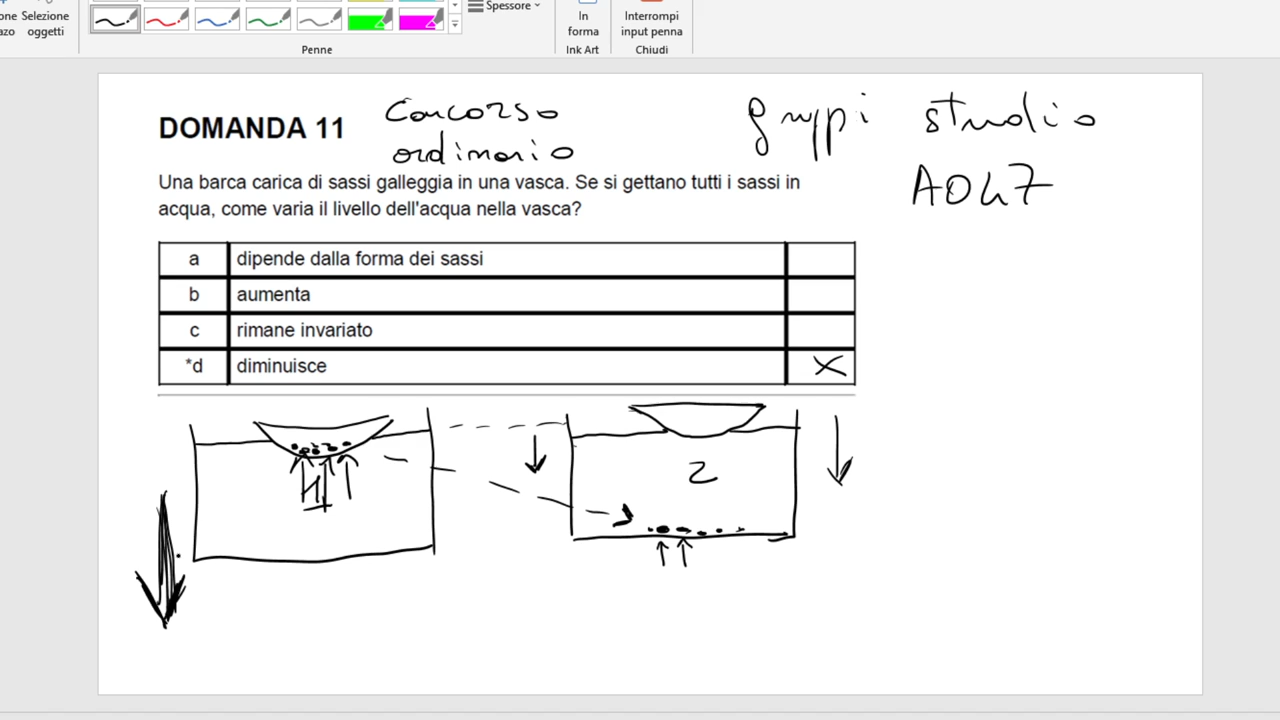 one
azo
Selezione
oggetti
Spessore
Penne
In
forma
Ink Art
Interrompi
input penna
Chiudi
DOMANDA 11
Concorso
ordinario
gruppi studio
A047
Una barca carica di sassi galleggia in una vasca. Se si gettano tutti i sassi in
acqua, come varia il livello dell'acqua nella vasca?
a dipende dalla forma dei sassi
b aumenta
c rimane invariato
*d diminuisce X
1
2